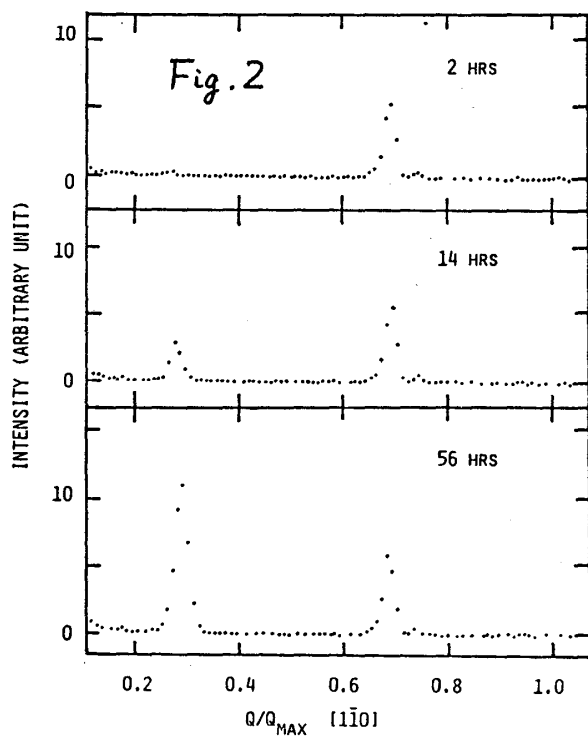 10
Fig. 2
2 HRS
0
10
14 HRS
0
INTENSITY (ARBITRARY UNIT)
56 HRS
10
0
0.2 0.4 0.6 0.8 1.0
Q/Q_MAX [11̄0]